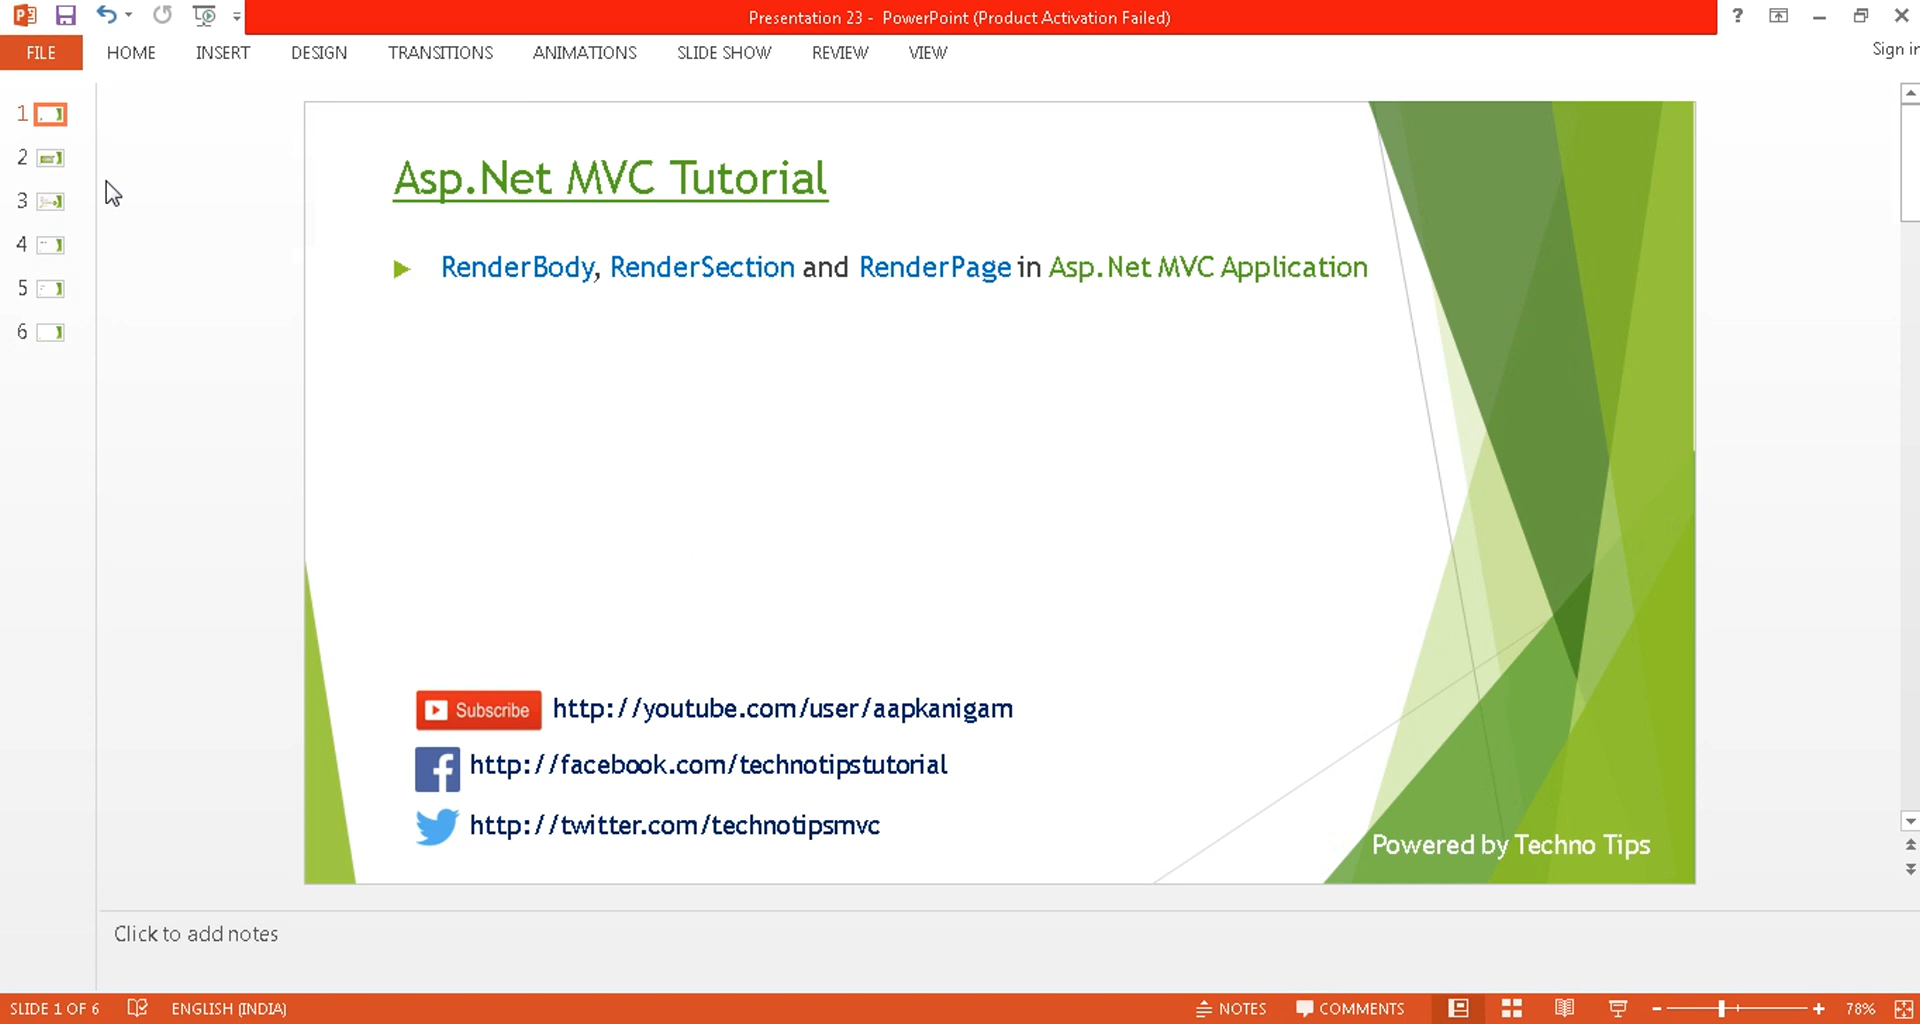 Presentation 23 - PowerPoint (Product Activation Failed)
?
FILE HOME INSERT DESIGN TRANSITIONS ANIMATIONS SLIDE SHOW REVIEW VIEW
Sign in
1
2
3
4
5
6
Asp.Net MVC Tutorial
RenderBody, RenderSection and RenderPage in Asp.Net MVC Application
Subscribe http://youtube.com/user/aapkanigam
http://facebook.com/technotipstutorial
http://twitter.com/technotipsmvc
Powered by Techno Tips
Click to add notes
SLIDE 1 OF 6 ENGLISH (INDIA) NOTES COMMENTS 78%